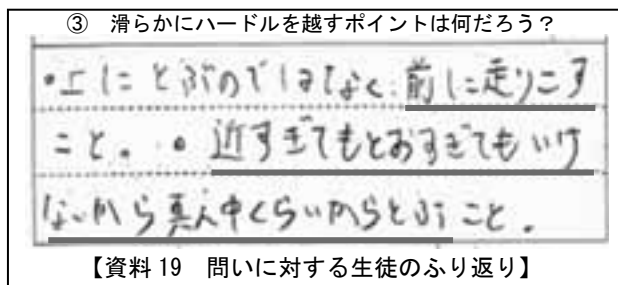 ③ 滑らかにハードルを越すポイントは何だろう？
・上にとぶのではなく、前に走りこす
こと。・近すぎてもとおすぎてもいけ
ないから真ん中くらいからとぶこと。
【資料 19 問いに対する生徒のふり返り】